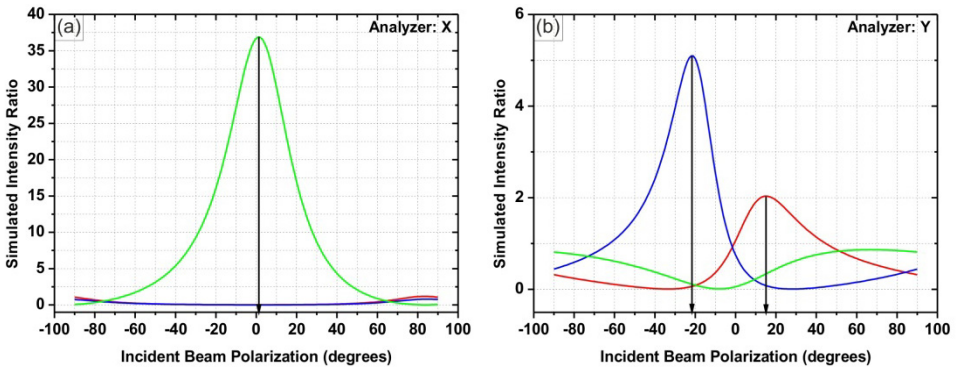 (a)
Analyzer: X
Simulated Intensity Ratio
40
35
30
25
20
15
10
5
0
-100 -80 -60 -40 -20 0 20 40 60 80 100
Incident Beam Polarization (degrees)
(b)
Analyzer: Y
Simulated Intensity Ratio
6
4
2
0
-100 -80 -60 -40 -20 0 20 40 60 80 100
Incident Beam Polarization (degrees)